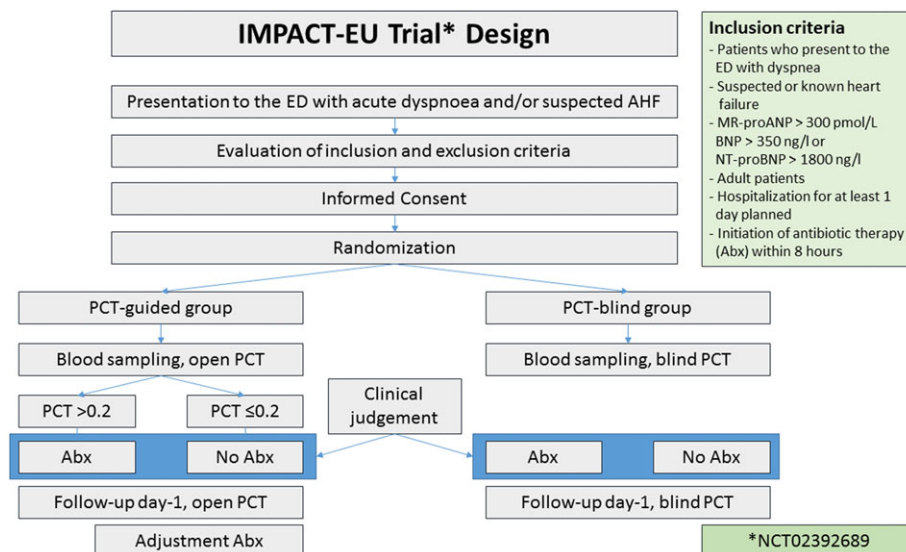 IMPACT-EU Trial* Design
Inclusion criteria
- Patients who present to the
ED with dyspnea
- Suspected or known heart
failure
- MR-proANP > 300 pmol/L
BNP > 350 ng/l or
NT-proBNP > 1800 ng/l
- Adult patients
- Hospitalization for at least 1
day planned
- Initiation of antibiotic therapy
(Abx) within 8 hours
Presentation to the ED with acute dyspnoea and/or suspected AHF
Evaluation of inclusion and exclusion criteria
Informed Consent
Randomization
PCT-guided group
PCT-blind group
Blood sampling, open PCT
Blood sampling, blind PCT
PCT >0.2
PCT ≤0.2
Clinical
judgement
Abx
No Abx
Abx
No Abx
Follow-up day-1, open PCT
Follow-up day-1, blind PCT
Adjustment Abx
*NCT02392689